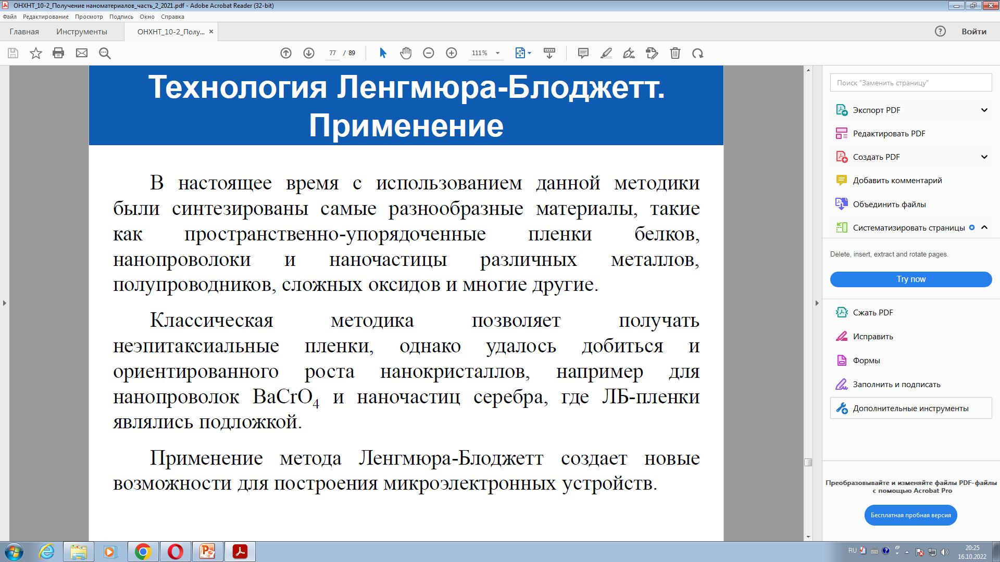 ОНХНТ_10-2_Получение наноматериалов_часть_2_2021.pdf - Adobe Acrobat Reader (32-bit)
Файл Редактирование Просмотр Подпись Окно Справка
Главная Инструменты ОНХНТ_10-2_Полу... × Войти
77 / 89 111%
Технология Ленгмюра-Блоджетт.
Применение
В настоящее время с использованием данной методики
были синтезированы самые разнообразные материалы, такие
как пространственно-упорядоченные пленки белков,
нанопроволоки и наночастицы различных металлов,
полупроводников, сложных оксидов и многие другие.
Классическая методика позволяет получать
неэпитаксиальные пленки, однако удалось добиться и
ориентированного роста нанокристаллов, например для
нанопроволок BaCrO₄ и наночастиц серебра, где ЛБ-пленки
являлись подложкой.
Применение метода Ленгмюра-Блоджетт создает новые
возможности для построения микроэлектронных устройств.
Поиск "Заменить страницу"
Экспорт PDF
Редактировать PDF
Создать PDF
Добавить комментарий
Объединить файлы
Систематизировать страницы
Delete, insert, extract and rotate pages.
Try now
Сжать PDF
Исправить
Формы
Заполнить и подписать
Дополнительные инструменты
Преобразовывайте и изменяйте файлы PDF-файлы
с помощью Acrobat Pro
Бесплатная пробная версия
RU
20:25
16.10.2022